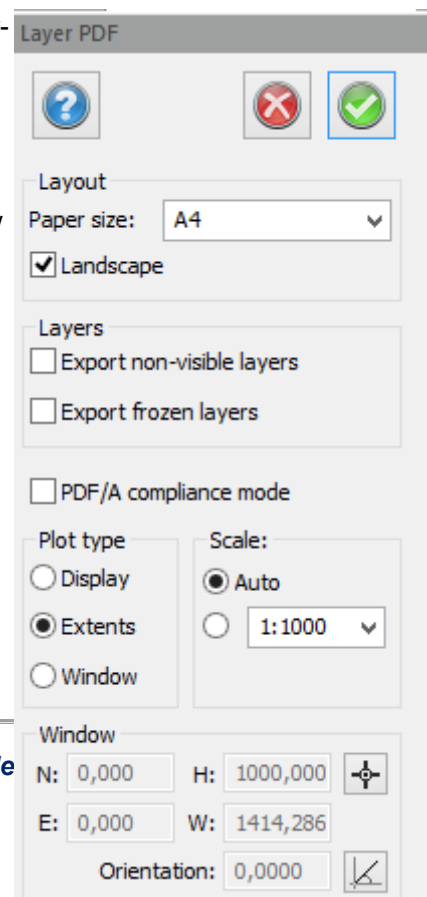 Layer PDF
Layout
Paper size: A4
Landscape
Layers
Export non-visible layers
Export frozen layers
PDF/A compliance mode
Plot type Scale:
Display Auto
Extents 1:1000
Window
Window
N: 0,000 H: 1000,000
E: 0,000 W: 1414,286
Orientation: 0,0000